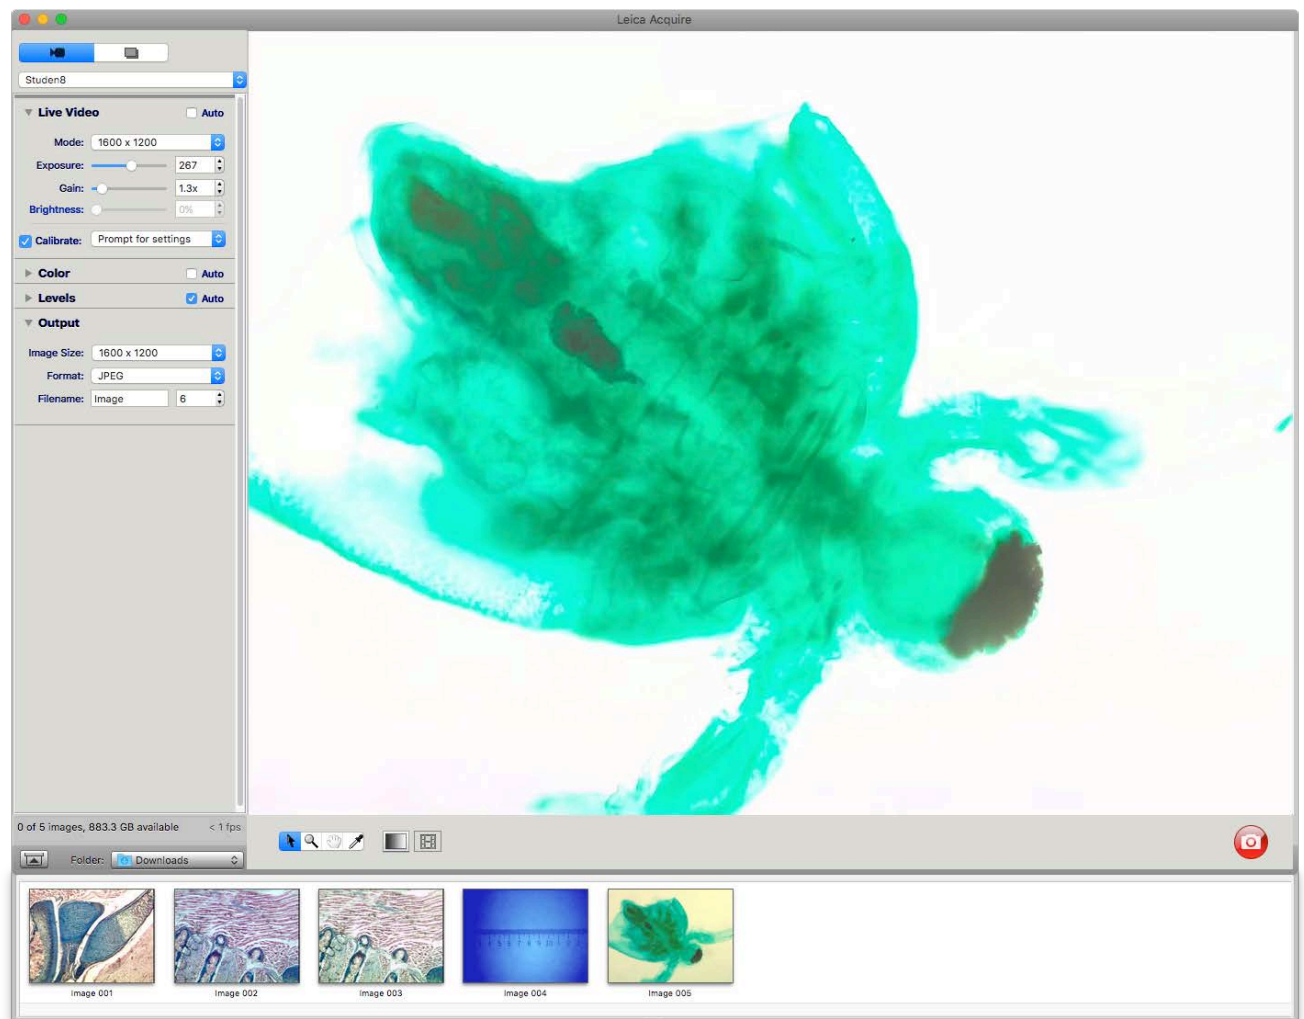 Leica Acquire
Studen8
Live Video Auto
Mode: 1600 x 1200
Exposure: 267
Gain: 1.3x
Brightness: 0%
Calibrate: Prompt for settings
Color Auto
Levels Auto
Output
Image Size: 1600 x 1200
Format: JPEG
Filename: Image 6
0 of 5 images, 883.3 GB available < 1 fps
Folder: Downloads
Image 001 Image 002 Image 003 Image 004 Image 005